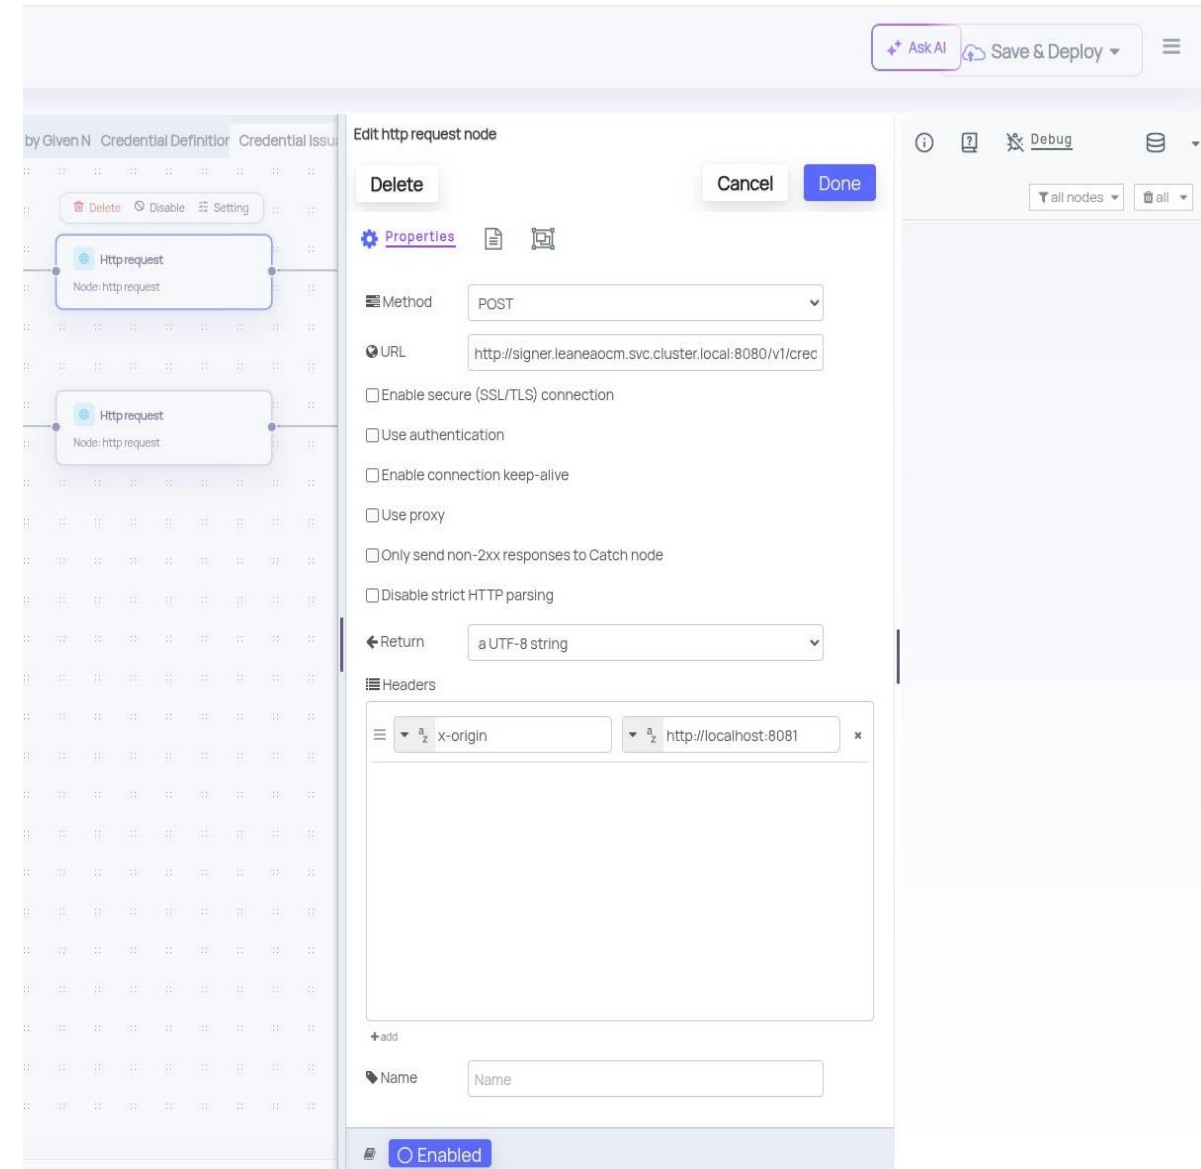 Ask AI
Save & Deploy
by Given N Credential Definition Credential Issu
Edit http request node
Debug
Delete
Cancel
Done
all nodes
all
Delete Disable Setting
Properties
Http request
Node: http request
Method
POST
URL
http://signer.leaneaocm.svc.cluster.local:8080/v1/cred
Enable secure (SSL/TLS) connection
Http request
Node: http request
Use authentication
Enable connection keep-alive
Use proxy
Only send non-2xx responses to Catch node
Disable strict HTTP parsing
Return
a UTF-8 string
Headers
a z x-origin
a z http://localhost:8081
+add
Name
Name
Enabled